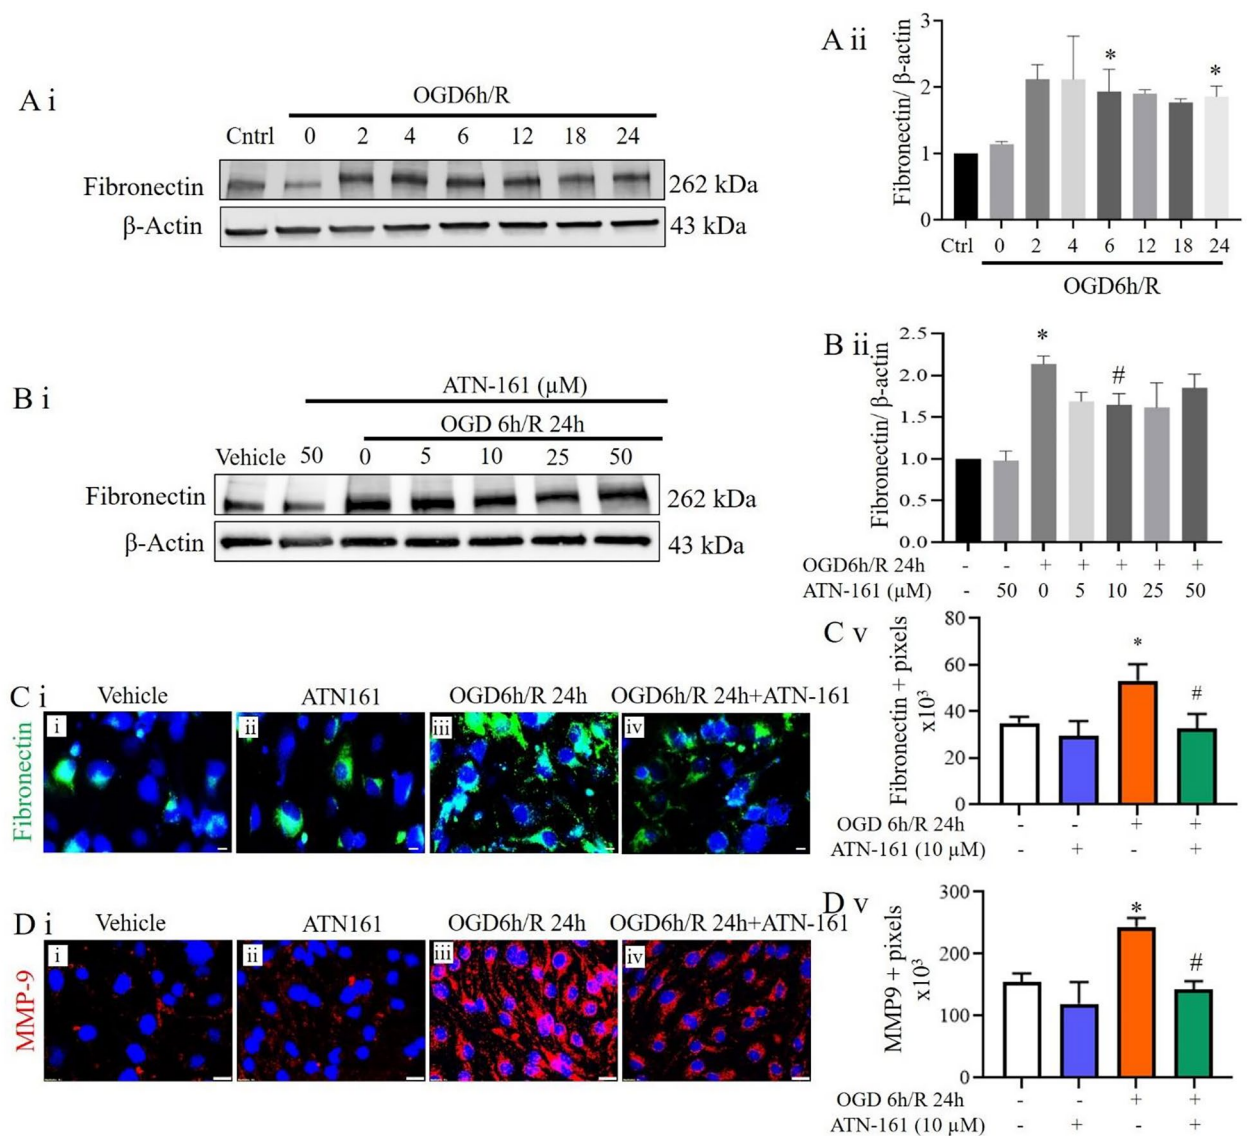 A i
OGD6h/R
Cntrl 0 2 4 6 12 18 24
Fibronectin 262 kDa
β-Actin 43 kDa
A ii
Fibronectin/ β-actin
3
2
1
0
Ctrl 0 2 4 6 12 18 24
* *
OGD6h/R
B i
ATN-161 (µM)
OGD 6h/R 24h
Vehicle 50 0 5 10 25 50
Fibronectin 262 kDa
β-Actin 43 kDa
B ii
Fibronectin/ β-actin
2.5
2.0
1.5
1.0
0.5
0.0
* #
OGD6h/R 24h - - + + + + +
ATN-161 (µM) - 50 0 5 10 25 50
C i
Vehicle ATN161 OGD6h/R 24h OGD6h/R 24h+ATN-161
Fibronectin
i ii iii iv
C v
Fibronectin + pixels
x10³
80
60
40
20
0
* #
OGD 6h/R 24h - - + +
ATN-161 (10 µM) - + - +
D i
Vehicle ATN161 OGD6h/R 24h OGD6h/R 24h+ATN-161
MMP-9
i ii iii iv
D v
MMP9 + pixels
x10³
300
200
100
0
* #
OGD 6h/R 24h - - + +
ATN-161 (10 µM) - + - +